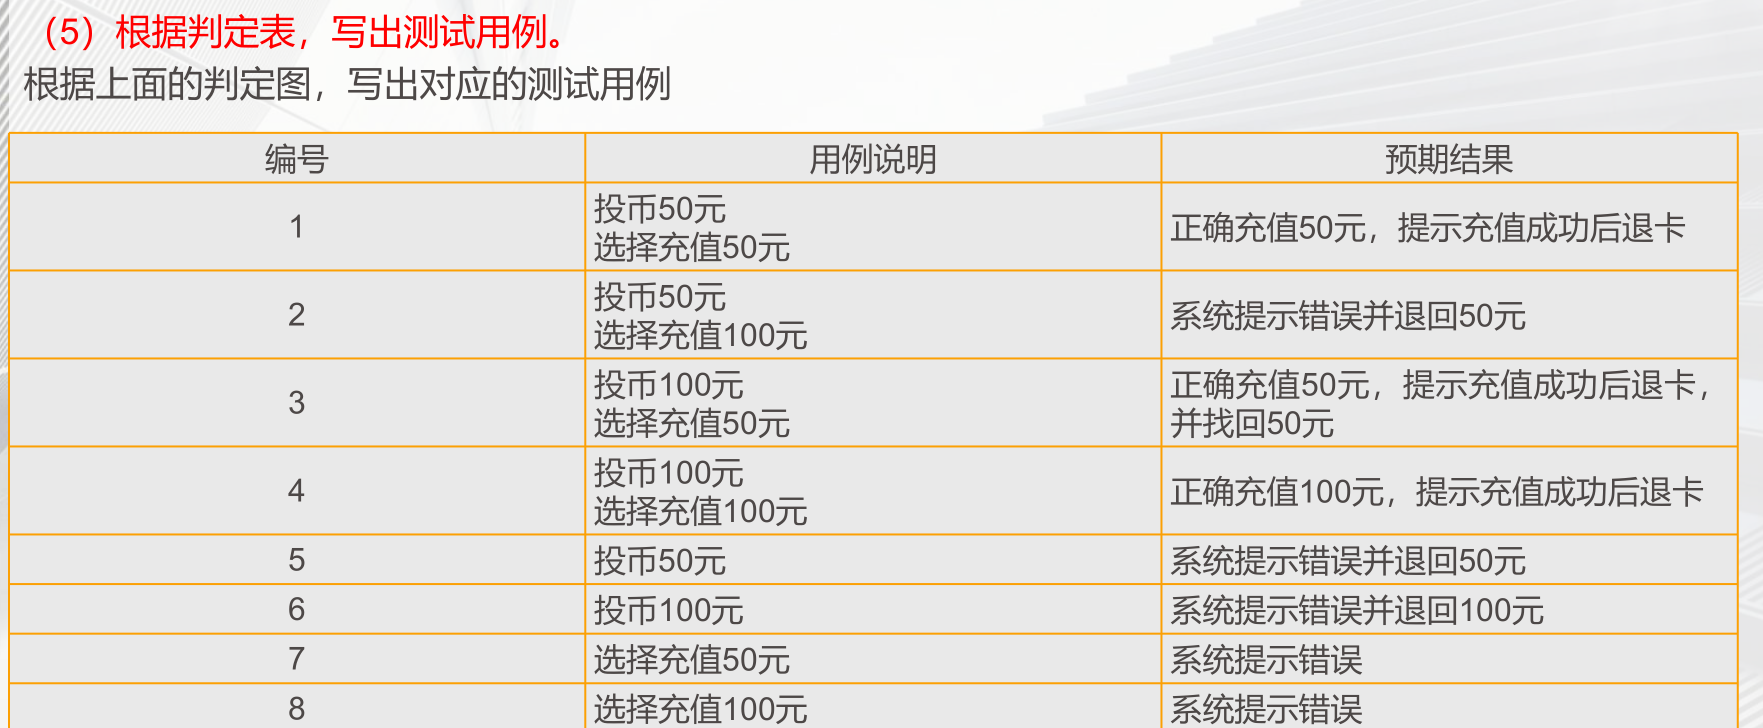 （5）根据判定表，写出测试用例。
根据上面的判定图，写出对应的测试用例
编号 用例说明 预期结果
1 投币50元 正确充值50元，提示充值成功后退卡
选择充值50元
2 投币50元 系统提示错误并退回50元
选择充值100元
3 投币100元 正确充值50元，提示充值成功后退卡，
选择充值50元 并找回50元
4 投币100元 正确充值100元，提示充值成功后退卡
选择充值100元
5 投币50元 系统提示错误并退回50元
6 投币100元 系统提示错误并退回100元
7 选择充值50元 系统提示错误
8 选择充值100元 系统提示错误